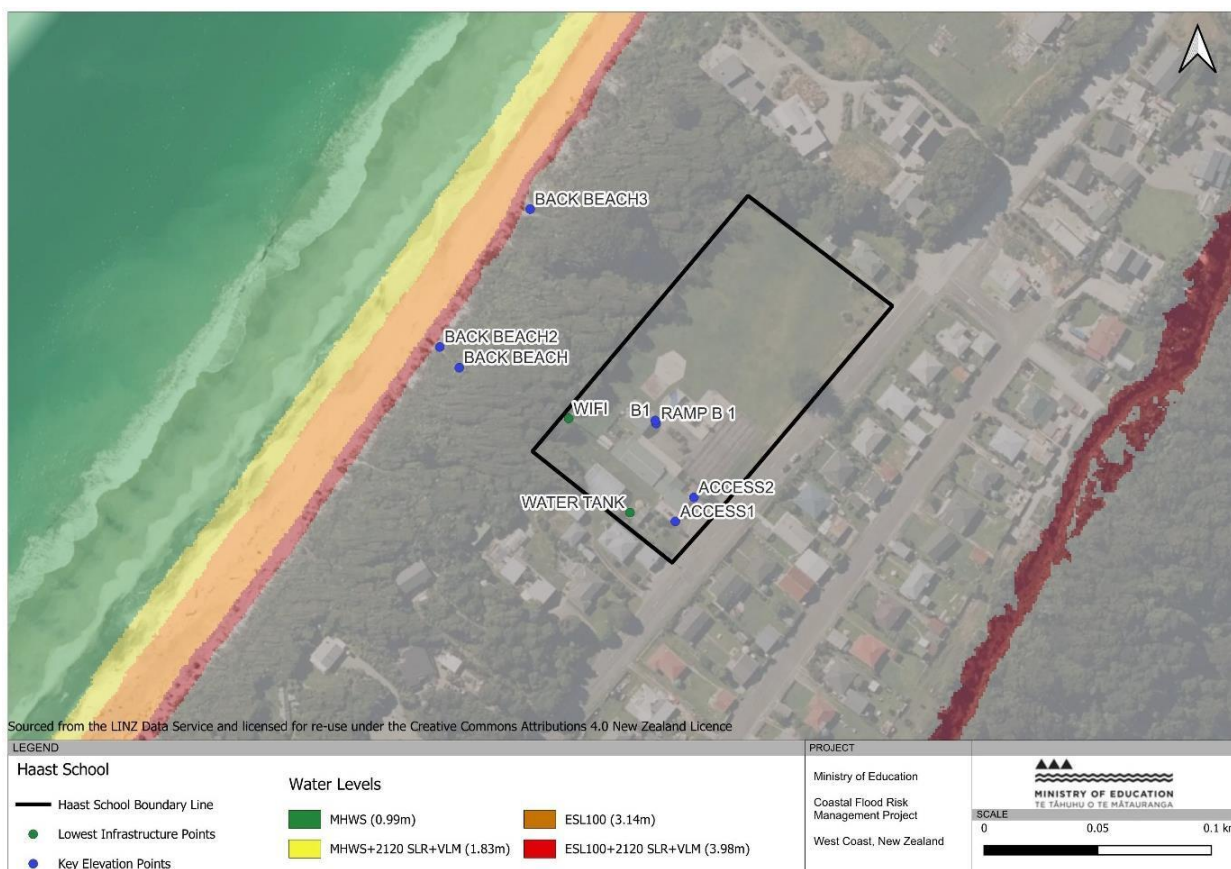 BACK BEACH3
BACK BEACH2
BACK BEACH
WIFI
B1
RAMP B 1
ACCESS2
WATER TANK
ACCESS1
Sourced from the LINZ Data Service and licensed for re-use under the Creative Commons Attributions 4.0 New Zealand Licence
LEGEND
Haast School
Haast School Boundary Line
Lowest Infrastructure Points
Key Elevation Points
Water Levels
MHWS (0.99m)
MHWS+2120 SLR+VLM (1.83m)
ESL100 (3.14m)
ESL100+2120 SLR+VLM (3.98m)
PROJECT
Ministry of Education
Coastal Flood Risk
Management Project
West Coast, New Zealand
MINISTRY OF EDUCATION
TE TĀHUHU O TE MĀTAURANGA
SCALE
0 0.05 0.1 km